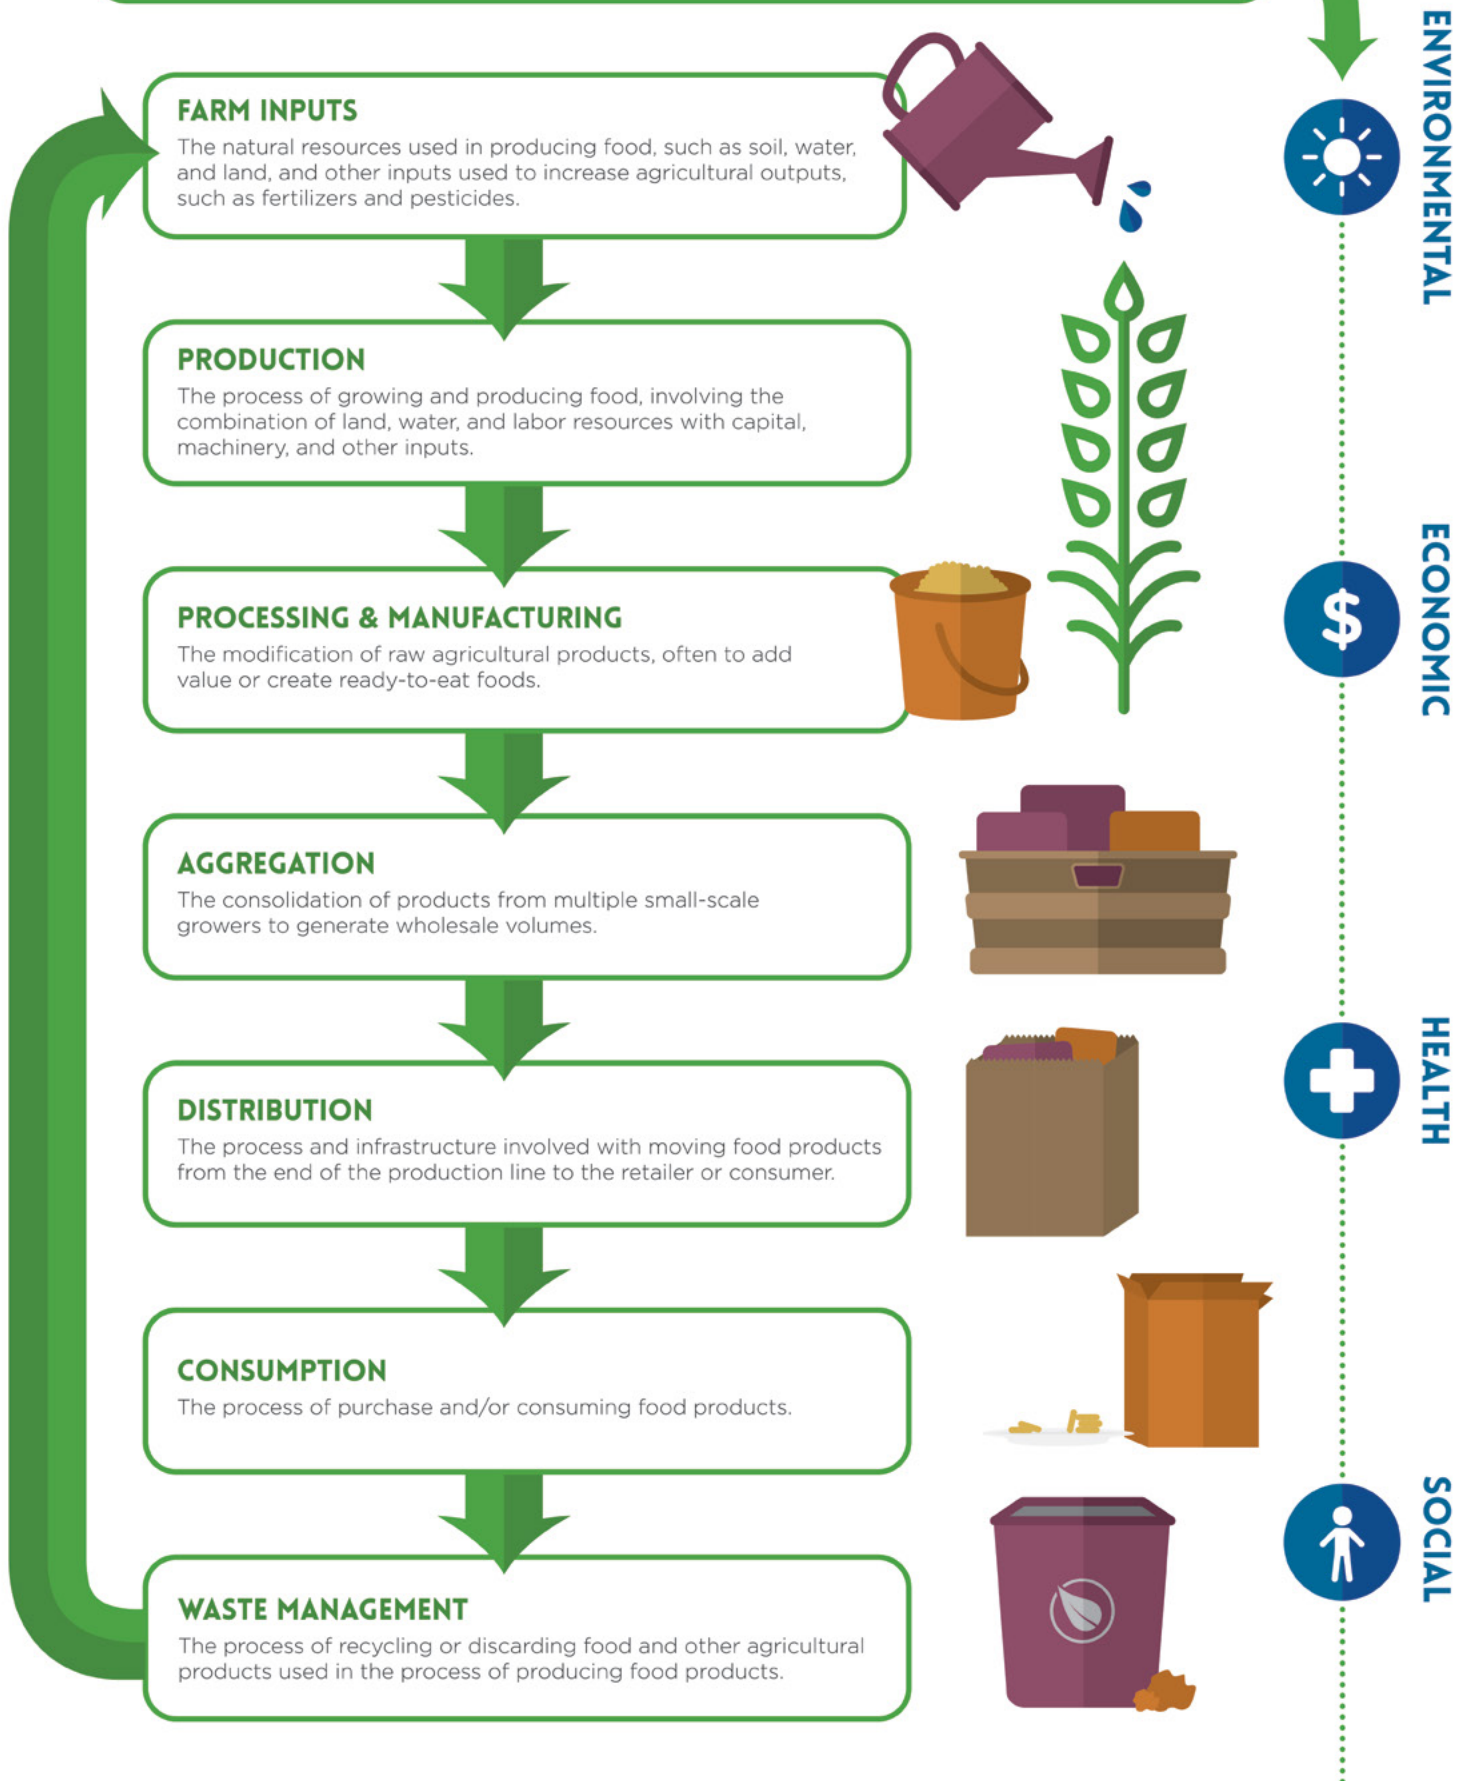 FARM INPUTS
The natural resources used in producing food, such as soil, water,
and land, and other inputs used to increase agricultural outputs,
such as fertilizers and pesticides.
PRODUCTION
The process of growing and producing food, involving the
combination of land, water, and labor resources with capital,
machinery, and other inputs.
PROCESSING & MANUFACTURING
The modification of raw agricultural products, often to add
value or create ready-to-eat foods.
AGGREGATION
The consolidation of products from multiple small-scale
growers to generate wholesale volumes.
DISTRIBUTION
The process and infrastructure involved with moving food products
from the end of the production line to the retailer or consumer.
CONSUMPTION
The process of purchase and/or consuming food products.
WASTE MANAGEMENT
The process of recycling or discarding food and other agricultural
products used in the process of producing food products.
ENVIRONMENTAL
$
ECONOMIC
HEALTH
SOCIAL